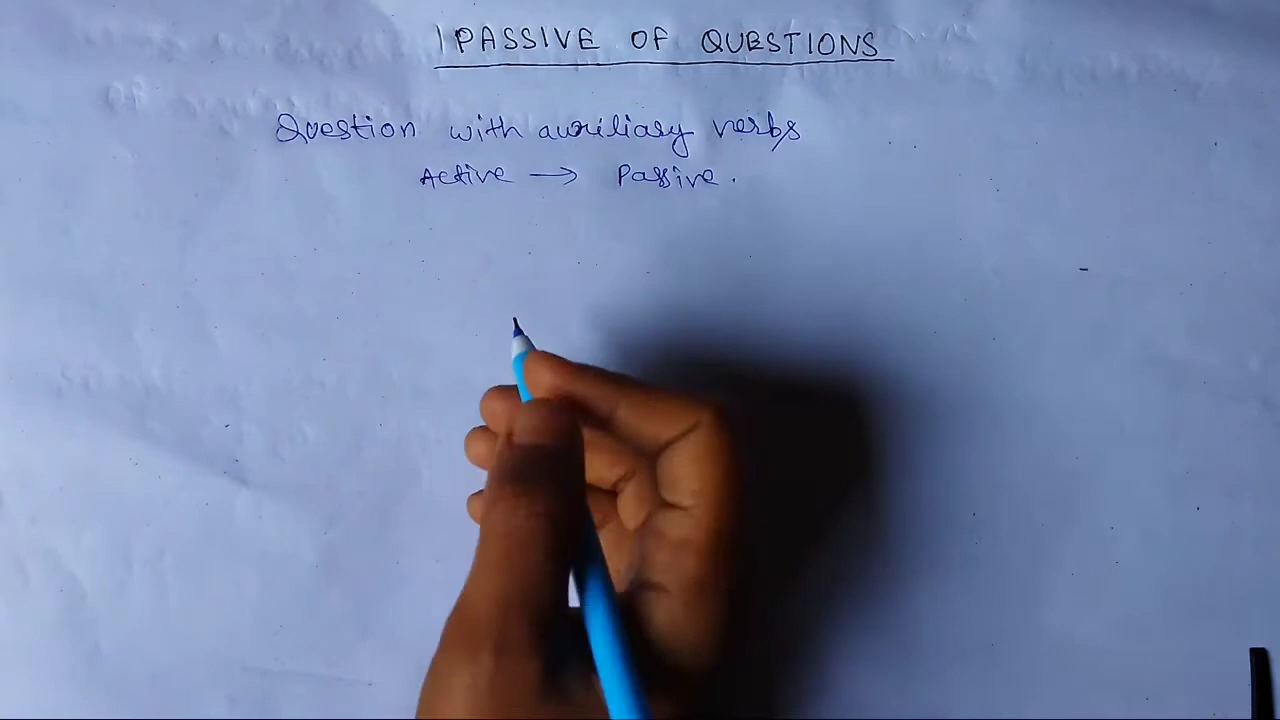 PASSIVE OF QUESTIONS
Question with auxiliary verbs
Active → Passive.